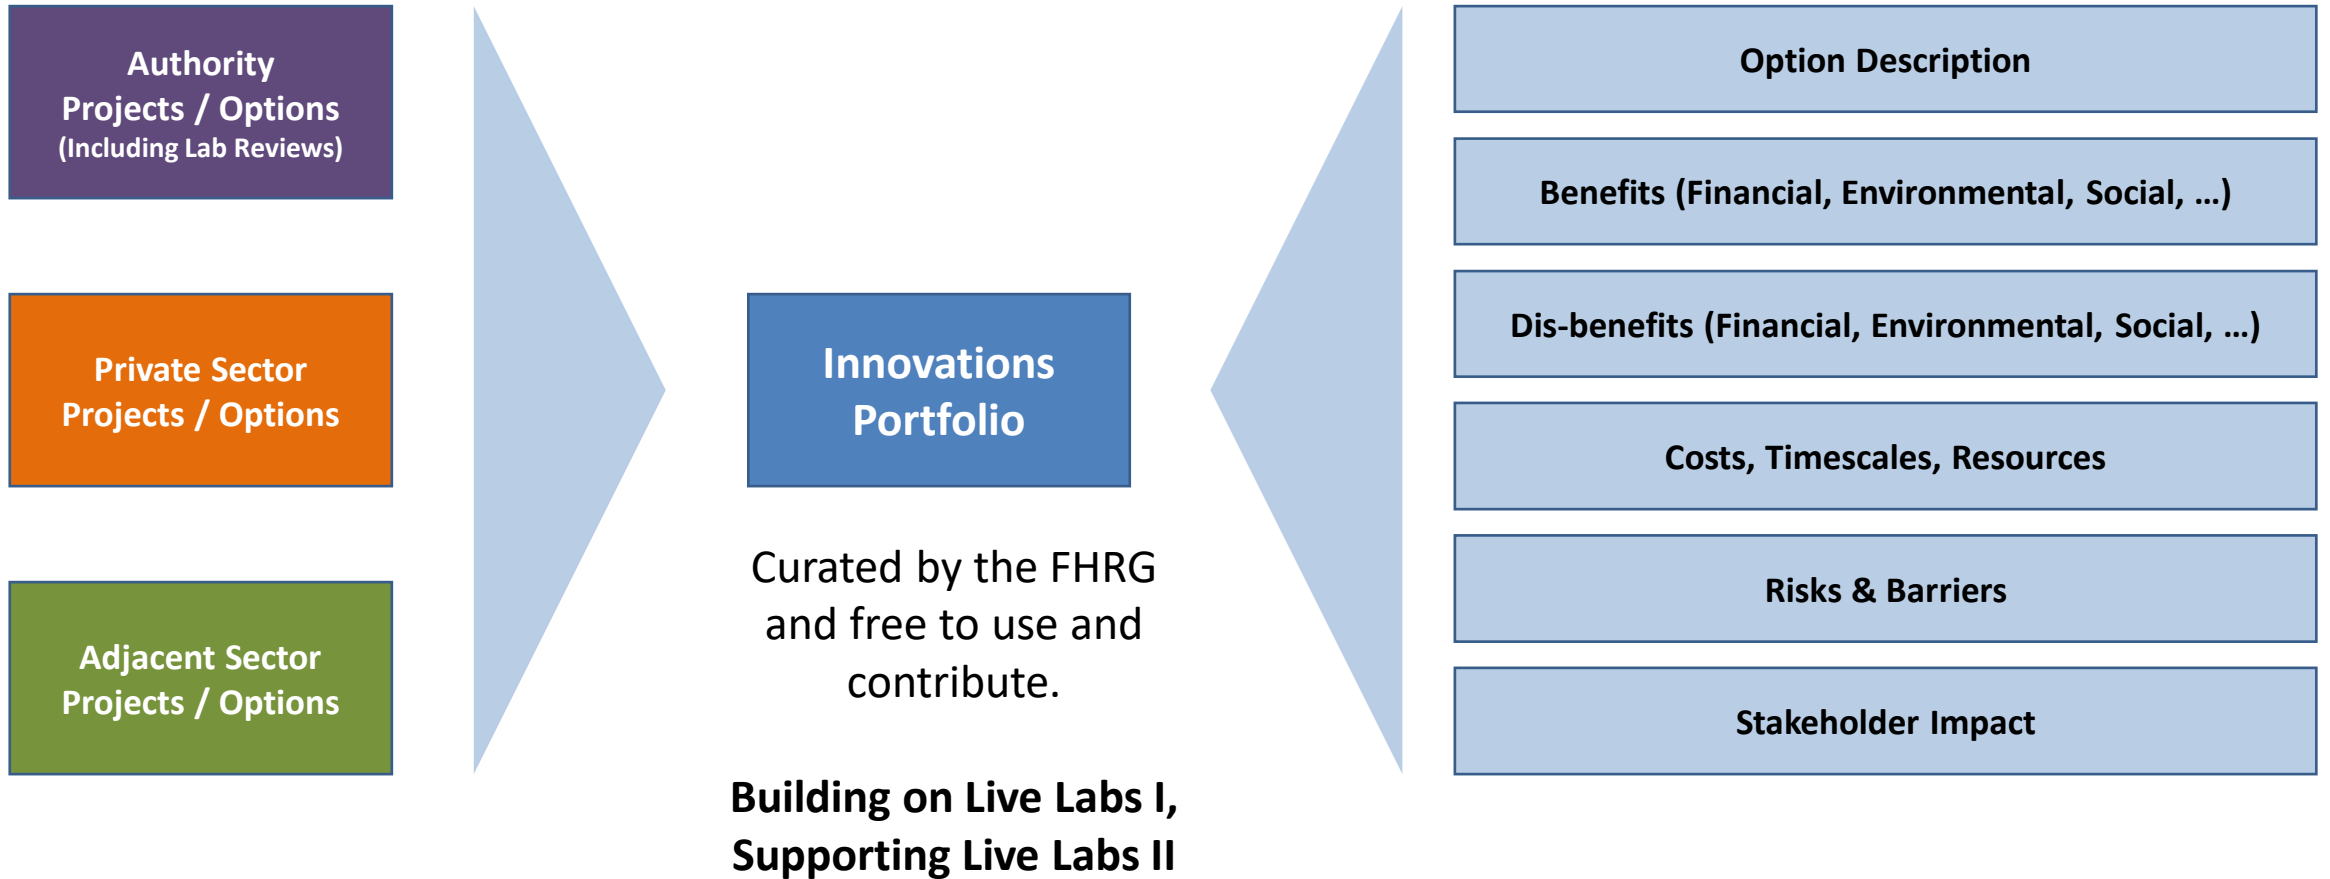 Authority
Projects / Options
(Including Lab Reviews)
Private Sector
Projects / Options
Adjacent Sector
Projects / Options
Innovations
Portfolio
Curated by the FHRG
and free to use and
contribute.
Building on Live Labs I,
Supporting Live Labs II
Option Description
Benefits (Financial, Environmental, Social, ...)
Dis-benefits (Financial, Environmental, Social, ...)
Costs, Timescales, Resources
Risks & Barriers
Stakeholder Impact